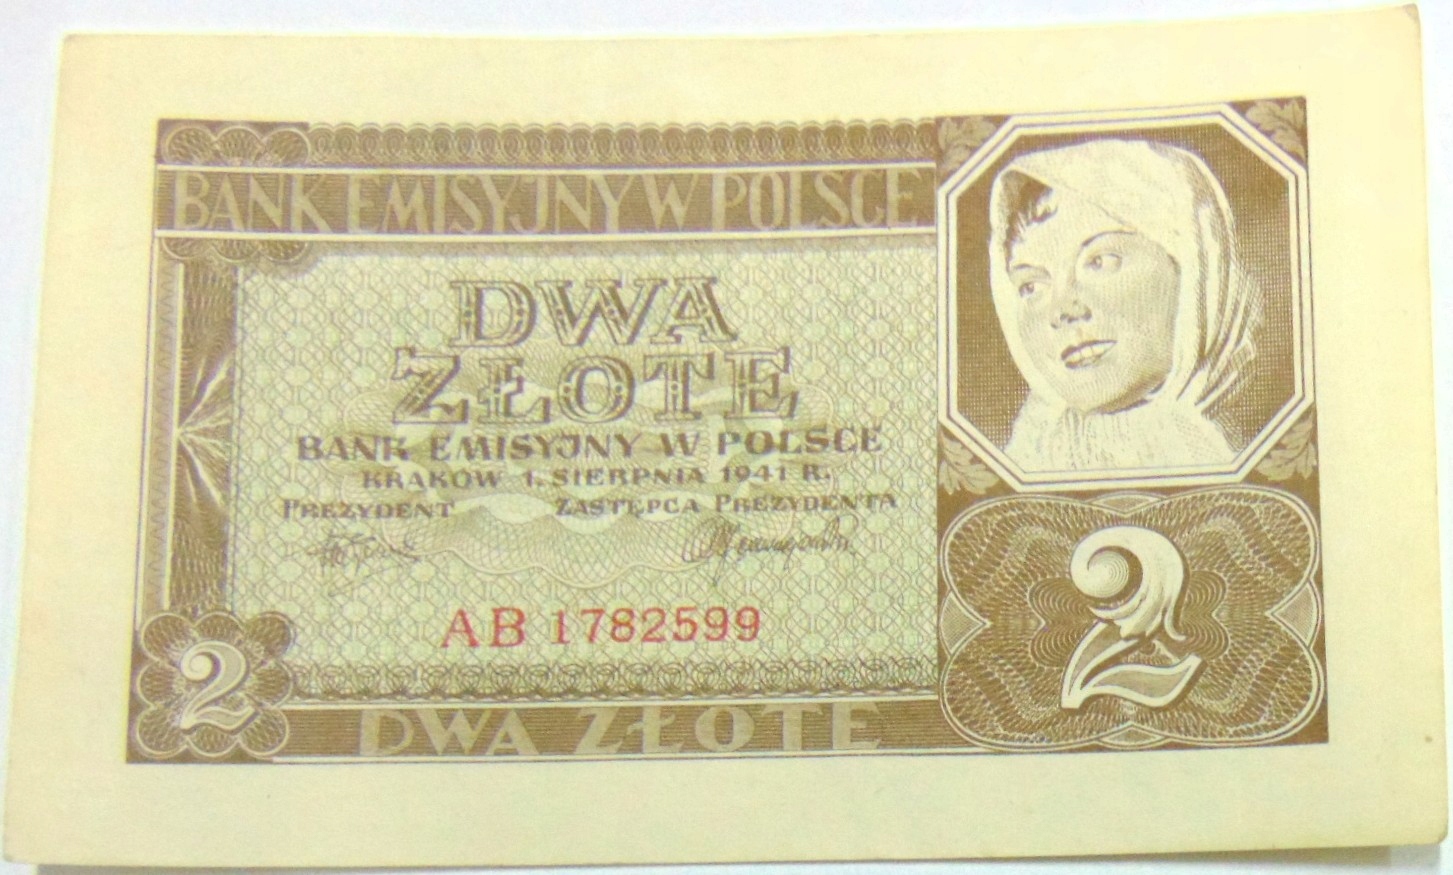 BANK EMISYJNY W POLSCE
DWA
ZŁOTE
BANK EMISYJNY W POLSCE
KRAKÓW 1. SIERPNIA 1941 R.
PREZYDENT ZASTĘPCA PREZYDENTA
AB 1782599
2
DWA ZŁOTE
2